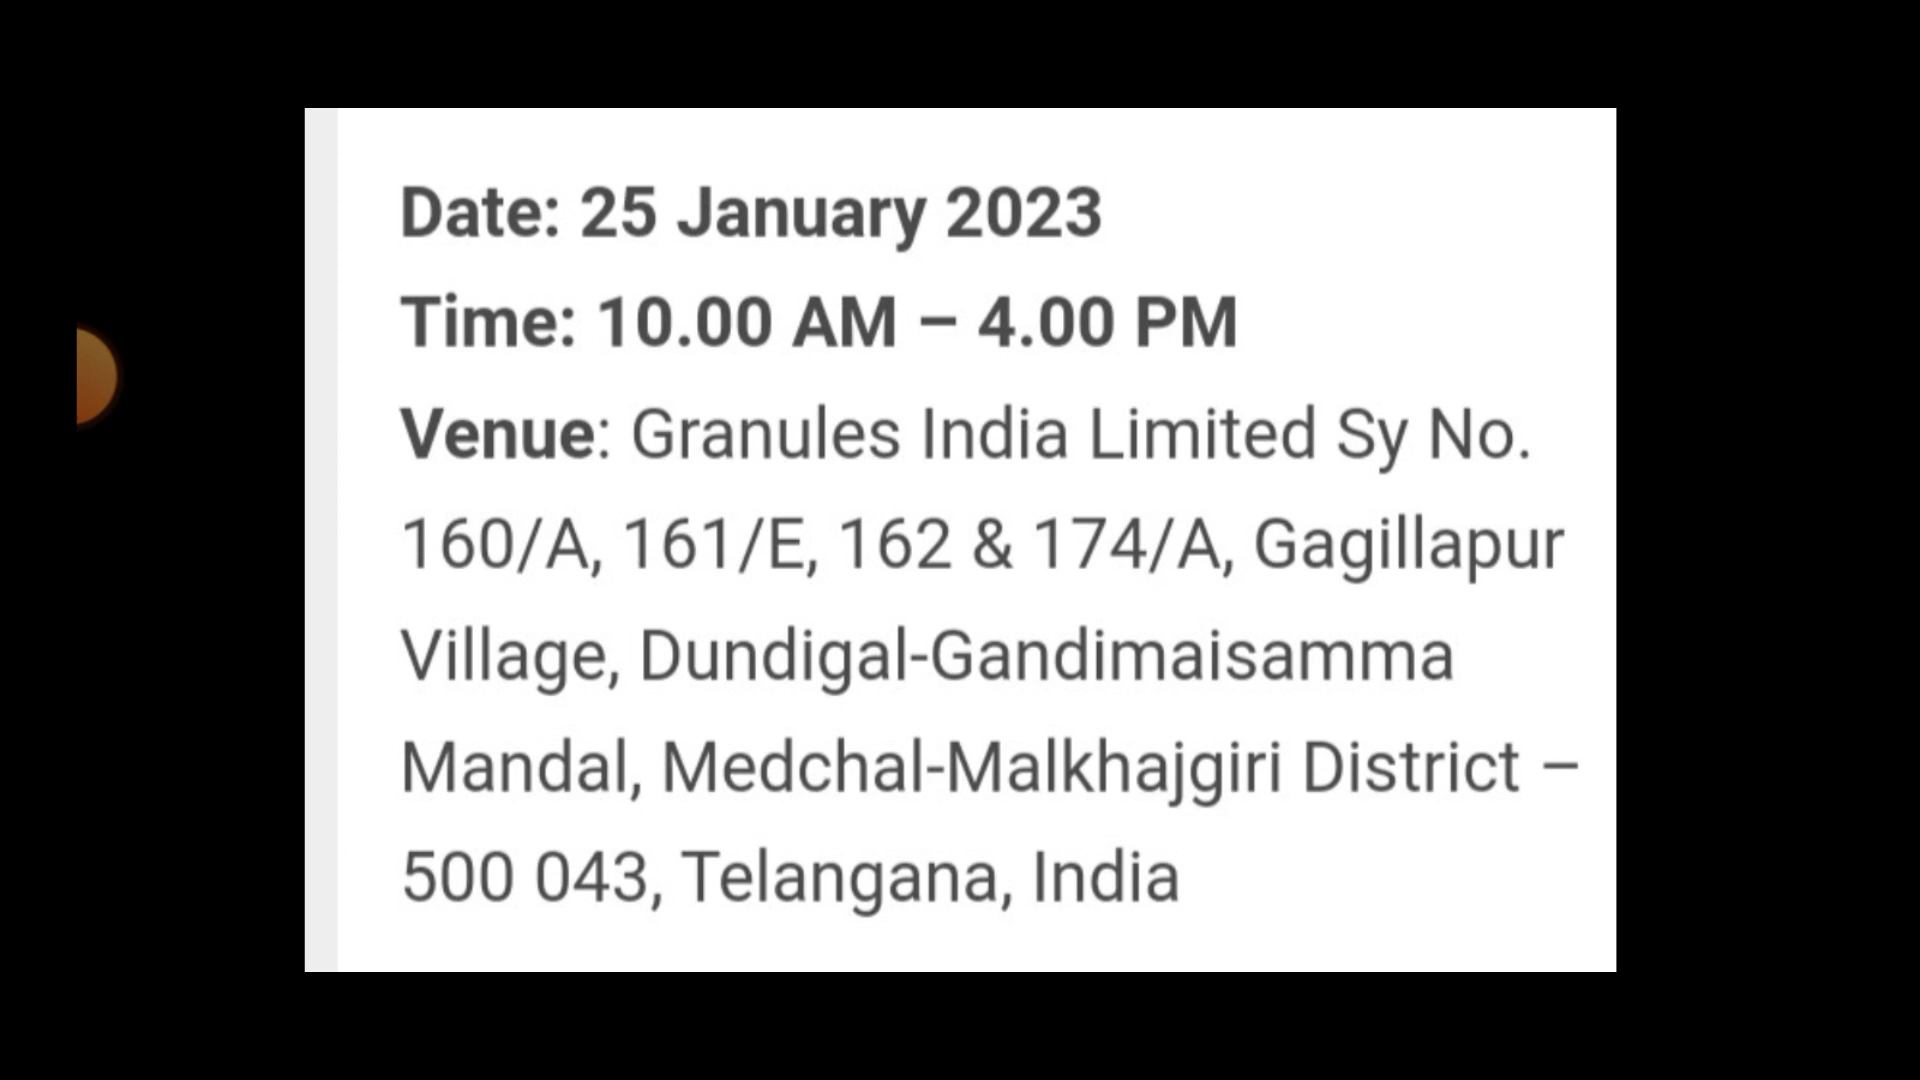 Date: 25 January 2023
Time: 10.00 AM – 4.00 PM
Venue: Granules India Limited Sy No.
160/A, 161/E, 162 & 174/A, Gagillapur
Village, Dundigal-Gandimaisamma
Mandal, Medchal-Malkhajgiri District –
500 043, Telangana, India